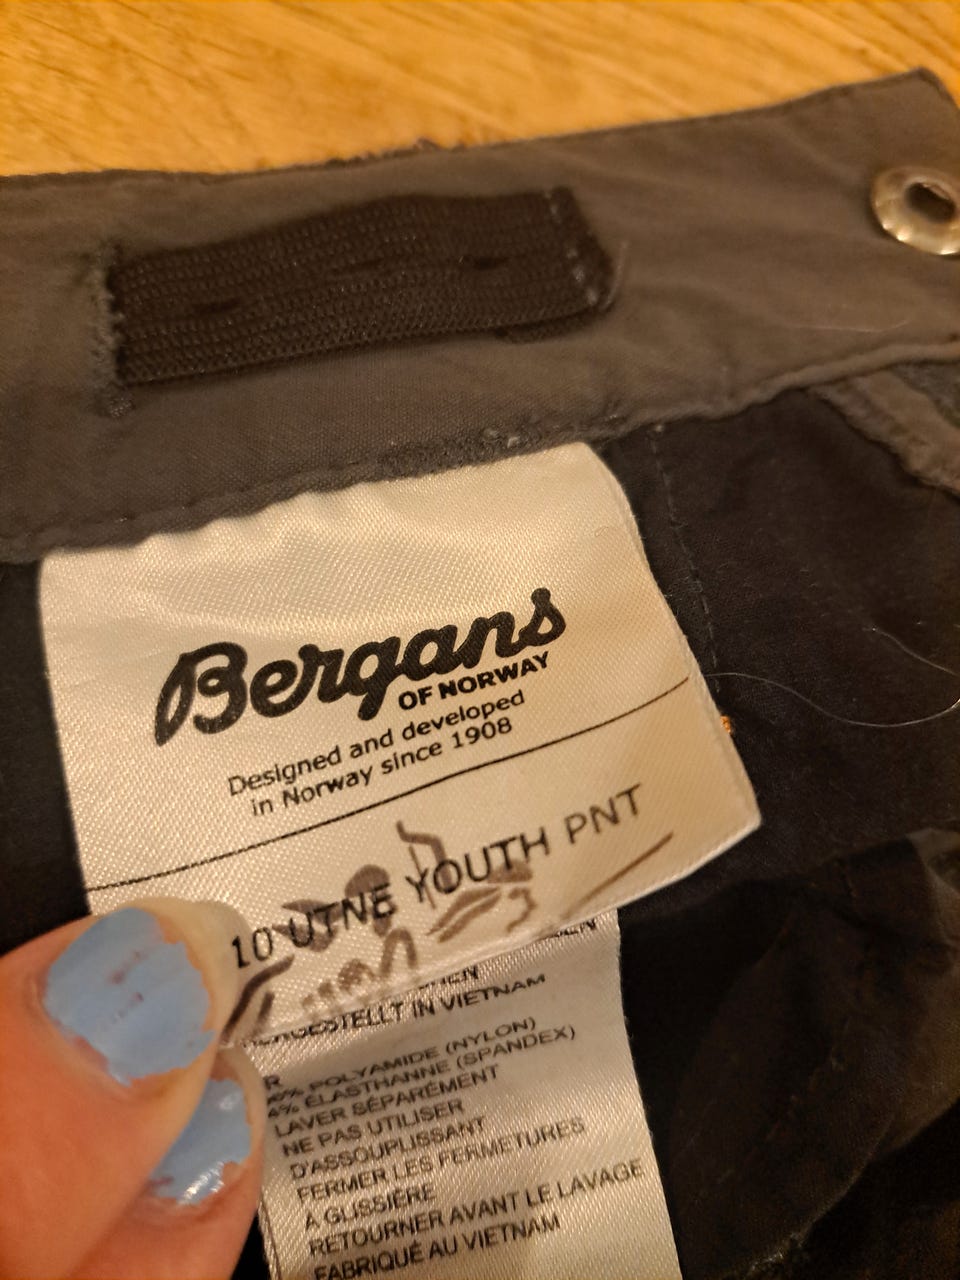 Bergans
OF NORWAY
Designed and developed
in Norway since 1908
10 UTNE YOUTH PNT
HERGESTELLT IN VIETNAM
% POLYAMIDE (NYLON)
4% ÉLASTHANNE (SPANDEX)
LAVER SÉPARÉMENT
NE PAS UTILISER
D'ASSOUPLISSANT
FERMER LES FERMETURES
À GLISSIÈRE
RETOURNER AVANT LE LAVAGE
FABRIQUÉ AU VIETNAM